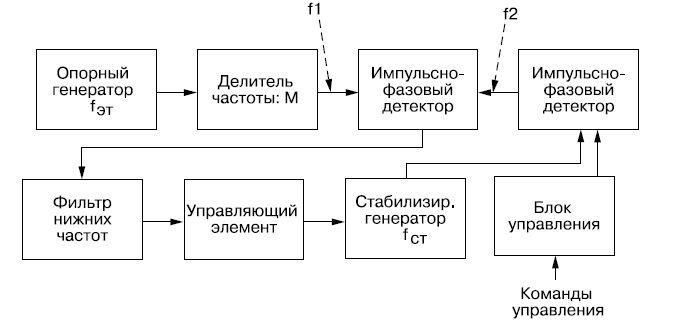 f1
f2
Опорный
генератор
fэт
Делитель
частоты: М
Импульсно-
фазовый
детектор
Импульсно-
фазовый
детектор
Фильтр
нижних
частот
Управляющий
элемент
Стабилизир.
генератор
fст
Блок
управления
Команды
управления